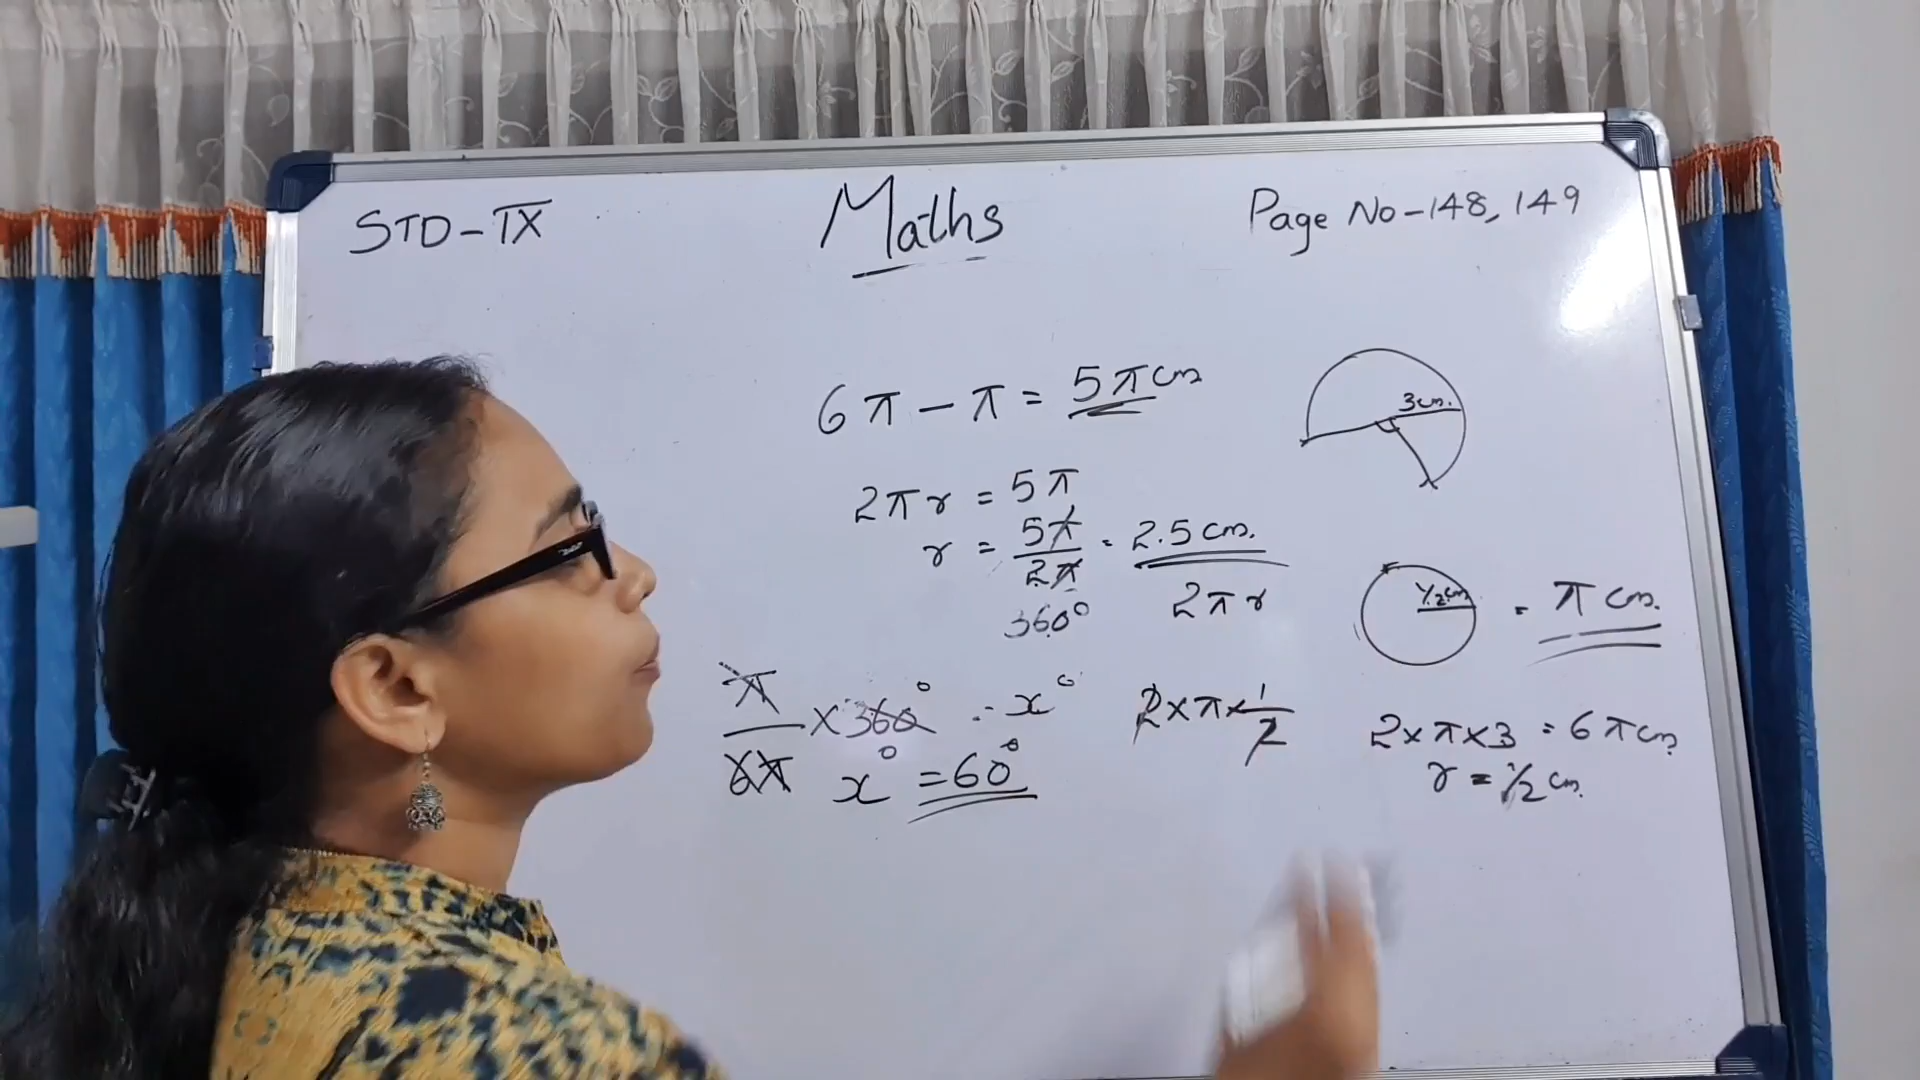 STD-IX
Maths
Page No-148, 149
6π - π = 5π cm
3cm.
2πr = 5π
r = 5π/2π = 2.5 cm.
360°
2πr
1/2cm
= π cm.
π/6π × 360° = x°
2×π×1/2
2×π×3 = 6π cm
x° = 60°
r = 1/2 cm.